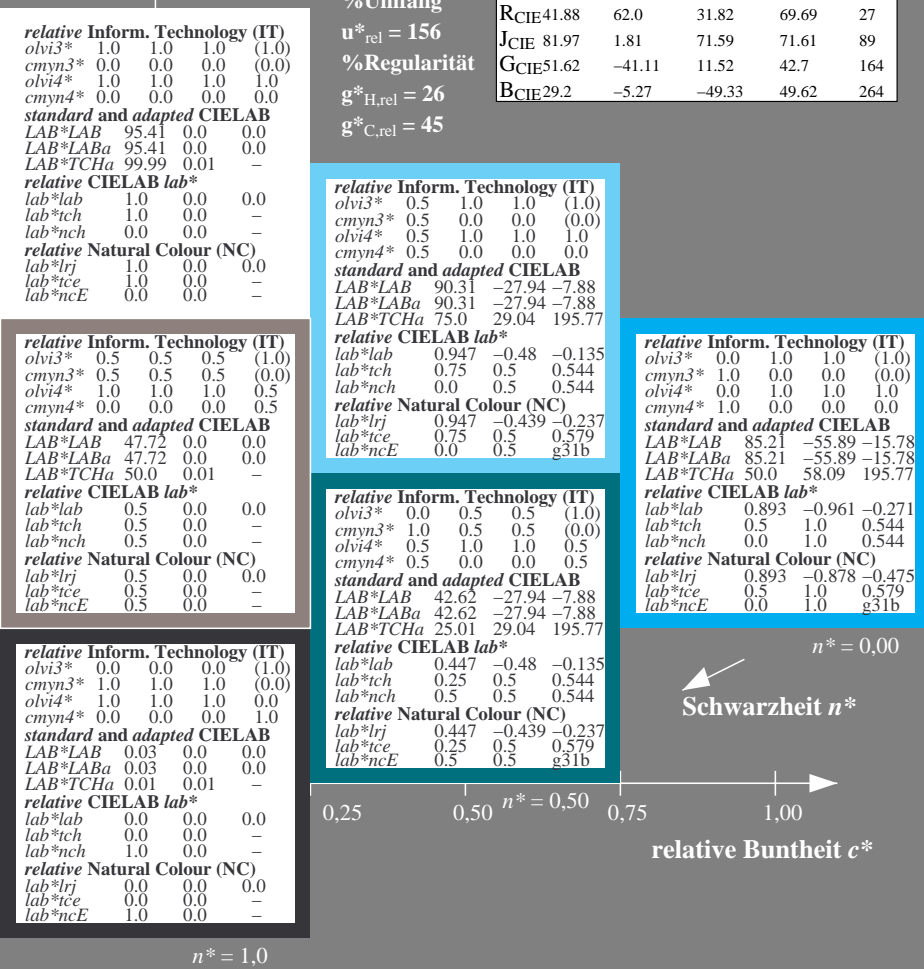 %Umfang
u*rel = 156
%Regularität
g*H,rel = 26
g*C,rel = 45
RCIE 41.88 62.0 31.82 69.69 27
JCIE 81.97 1.81 71.59 71.61 89
GCIE 51.62 −41.11 11.52 42.7 164
BCIE 29.2 −5.27 −49.33 49.62 264
relative Inform. Technology (IT)
olvi3* 1.0 1.0 1.0 (1.0)
cmyn3* 0.0 0.0 0.0 (0.0)
olvi4* 1.0 1.0 1.0 1.0
cmyn4* 0.0 0.0 0.0 0.0
standard and adapted CIELAB
LAB*LAB 95.41 0.0 0.0
LAB*LABa 95.41 0.0 0.0
LAB*TCHa 99.99 0.01 –
relative CIELAB lab*
lab*lab 1.0 0.0 0.0
lab*tch 1.0 0.0 –
lab*nch 0.0 0.0 –
relative Natural Colour (NC)
lab*lrj 1.0 0.0 0.0
lab*tce 1.0 0.0 –
lab*ncE 0.0 0.0 –
relative Inform. Technology (IT)
olvi3* 0.5 1.0 1.0 (1.0)
cmyn3* 0.5 0.0 0.0 (0.0)
olvi4* 0.5 1.0 1.0 1.0
cmyn4* 0.5 0.0 0.0 0.0
standard and adapted CIELAB
LAB*LAB 90.31 −27.94 −7.88
LAB*LABa 90.31 −27.94 −7.88
LAB*TCHa 75.0 29.04 195.77
relative CIELAB lab*
lab*lab 0.947 −0.48 −0.135
lab*tch 0.75 0.5 0.544
lab*nch 0.0 0.5 0.544
relative Natural Colour (NC)
lab*lrj 0.947 −0.439 −0.237
lab*tce 0.75 0.5 0.579
lab*ncE 0.0 0.5 g31b
relative Inform. Technology (IT)
olvi3* 0.5 0.5 0.5 (1.0)
cmyn3* 0.5 0.5 0.5 (0.0)
olvi4* 1.0 1.0 1.0 0.5
cmyn4* 0.0 0.0 0.0 0.5
standard and adapted CIELAB
LAB*LAB 47.72 0.0 0.0
LAB*LABa 47.72 0.0 0.0
LAB*TCHa 50.0 0.01 –
relative CIELAB lab*
lab*lab 0.5 0.0 0.0
lab*tch 0.5 0.0 –
lab*nch 0.5 0.0 –
relative Natural Colour (NC)
lab*lrj 0.5 0.0 0.0
lab*tce 0.5 0.0 –
lab*ncE 0.5 0.0 –
relative Inform. Technology (IT)
olvi3* 0.0 1.0 1.0 (1.0)
cmyn3* 1.0 0.0 0.0 (0.0)
olvi4* 0.0 1.0 1.0 1.0
cmyn4* 1.0 0.0 0.0 0.0
standard and adapted CIELAB
LAB*LAB 85.21 −55.89 −15.78
LAB*LABa 85.21 −55.89 −15.78
LAB*TCHa 50.0 58.09 195.77
relative CIELAB lab*
lab*lab 0.893 −0.961 −0.271
lab*tch 0.5 1.0 0.544
lab*nch 0.0 1.0 0.544
relative Natural Colour (NC)
lab*lrj 0.893 −0.878 −0.475
lab*tce 0.5 1.0 0.579
lab*ncE 0.0 1.0 g31b
relative Inform. Technology (IT)
olvi3* 0.0 0.5 0.5 (1.0)
cmyn3* 1.0 0.5 0.5 (0.0)
olvi4* 0.5 1.0 1.0 0.5
cmyn4* 0.5 0.0 0.0 0.5
standard and adapted CIELAB
LAB*LAB 42.62 −27.94 −7.88
LAB*LABa 42.62 −27.94 −7.88
LAB*TCHa 25.01 29.04 195.77
relative CIELAB lab*
lab*lab 0.447 −0.48 −0.135
lab*tch 0.25 0.5 0.544
lab*nch 0.5 0.5 0.544
relative Natural Colour (NC)
lab*lrj 0.447 −0.439 −0.237
lab*tce 0.25 0.5 0.579
lab*ncE 0.5 0.5 g31b
n* = 0,00
Schwarzheit n*
relative Inform. Technology (IT)
olvi3* 0.0 0.0 0.0 (1.0)
cmyn3* 1.0 1.0 1.0 (0.0)
olvi4* 1.0 1.0 1.0 0.0
cmyn4* 0.0 0.0 0.0 1.0
standard and adapted CIELAB
LAB*LAB 0.03 0.0 0.0
LAB*LABa 0.03 0.0 0.0
LAB*TCHa 0.01 0.01 –
relative CIELAB lab*
lab*lab 0.0 0.0 0.0
lab*tch 0.0 0.0 –
lab*nch 1.0 0.0 –
relative Natural Colour (NC)
lab*lrj 0.0 0.0 0.0
lab*tce 0.0 0.0 –
lab*ncE 1.0 0.0 –
0,25 0,50 n* = 0,50 0,75 1,00
relative Buntheit c*
n* = 1,0